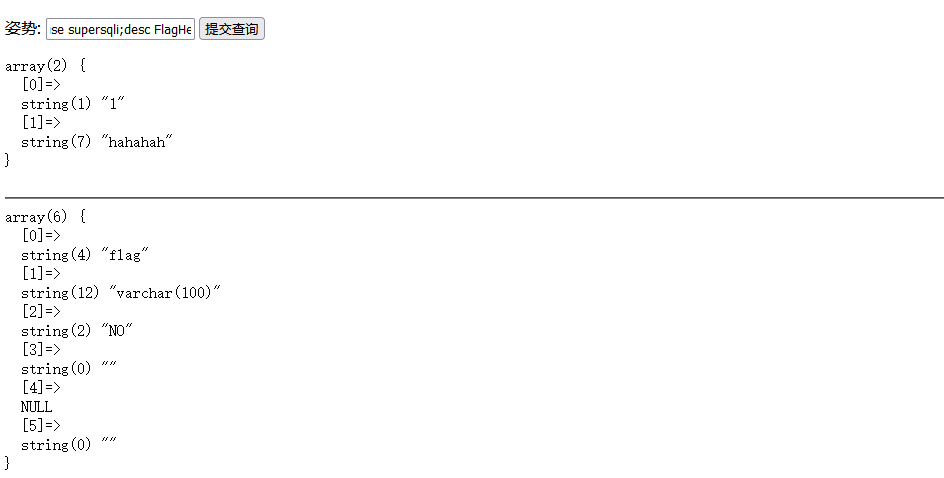 姿势: se supersqli;desc FlagHe 提交查询
array(2) {
  [0]=>
  string(1) "1"
  [1]=>
  string(7) "hahahah"
}
array(6) {
  [0]=>
  string(4) "flag"
  [1]=>
  string(12) "varchar(100)"
  [2]=>
  string(2) "NO"
  [3]=>
  string(0) ""
  [4]=>
  NULL
  [5]=>
  string(0) ""
}